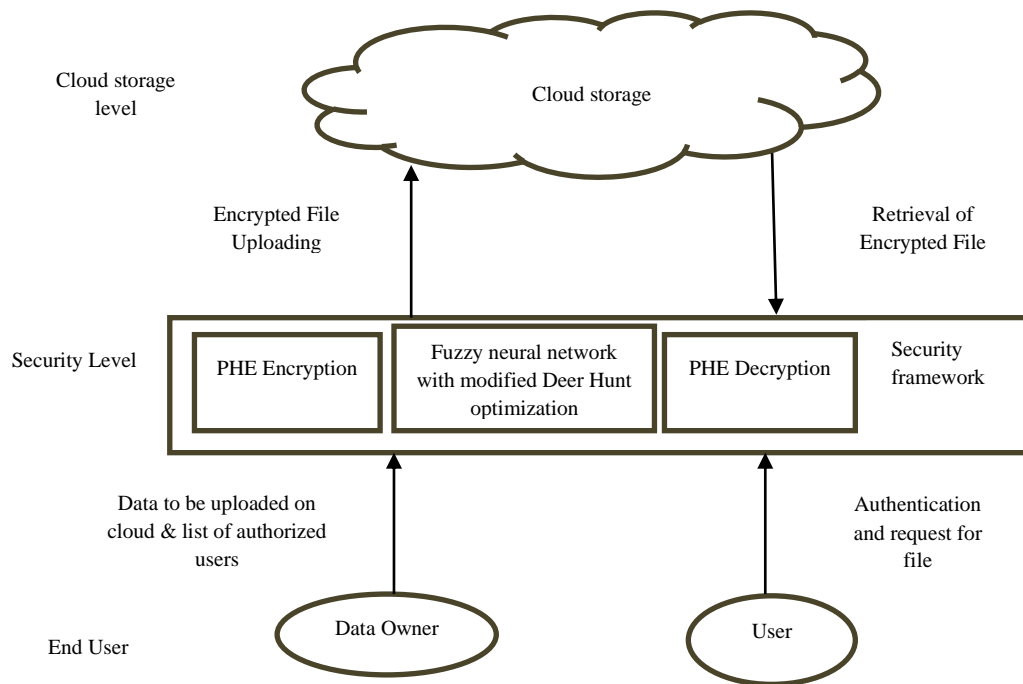 Cloud storage
level
Cloud storage
Encrypted File
Uploading
Retrieval of
Encrypted File
Security Level
PHE Encryption
Fuzzy neural network
with modified Deer Hunt
optimization
PHE Decryption
Security
framework
Data to be uploaded on
cloud & list of authorized
users
Authentication
and request for
file
End User
Data Owner
User